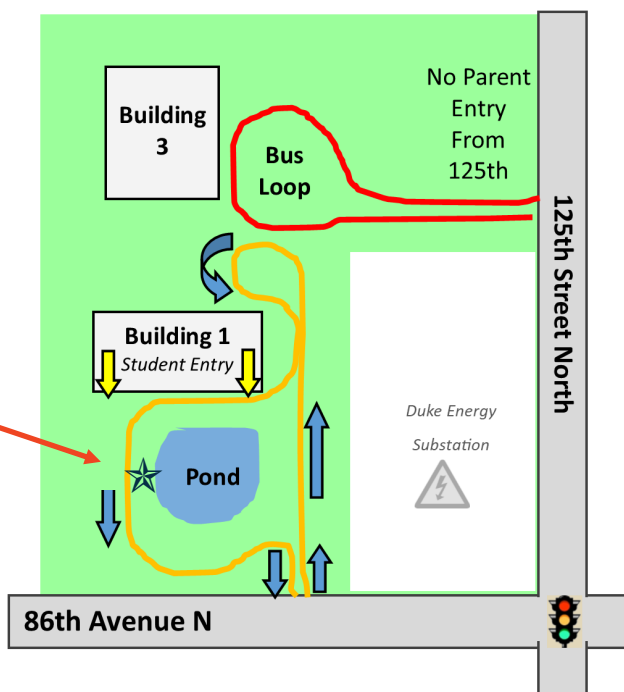 No Parent
Entry
From
125th
Building
3
Bus
Loop
125th Street North
Building 1
Student Entry
Duke Energy
Substation
Pond
86th Avenue N